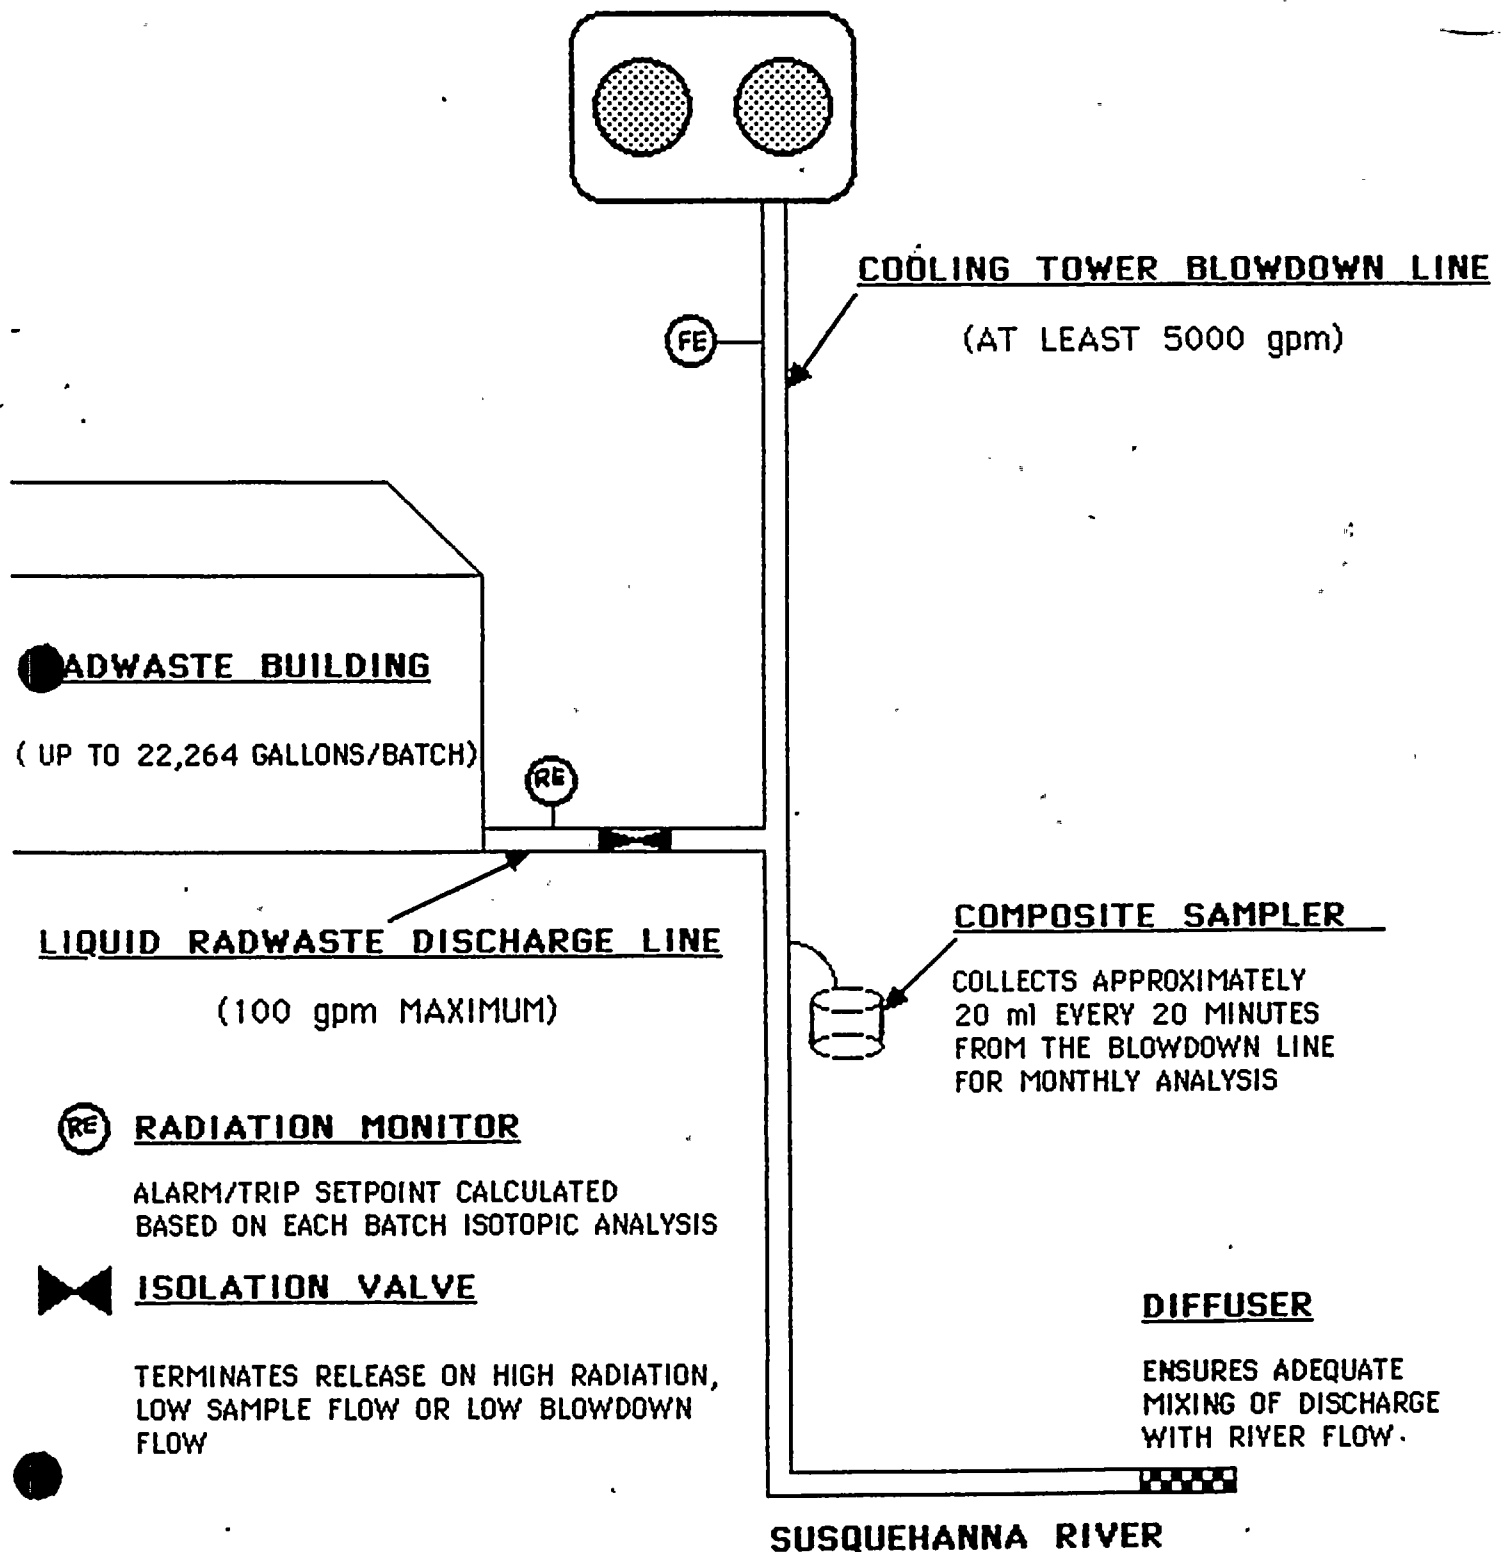 COOLING TOWER BLOWDOWN LINE
(AT LEAST 5000 gpm)
FE
ADWASTE BUILDING
( UP TO 22,264 GALLONS/BATCH)
RE
LIQUID RADWASTE DISCHARGE LINE
(100 gpm MAXIMUM)
COMPOSITE SAMPLER
COLLECTS APPROXIMATELY
20 ml EVERY 20 MINUTES
FROM THE BLOWDOWN LINE
FOR MONTHLY ANALYSIS
RE RADIATION MONITOR
ALARM/TRIP SETPOINT CALCULATED
BASED ON EACH BATCH ISOTOPIC ANALYSIS
ISOLATION VALVE
TERMINATES RELEASE ON HIGH RADIATION,
LOW SAMPLE FLOW OR LOW BLOWDOWN
FLOW
DIFFUSER
ENSURES ADEQUATE
MIXING OF DISCHARGE
WITH RIVER FLOW.
SUSQUEHANNA RIVER